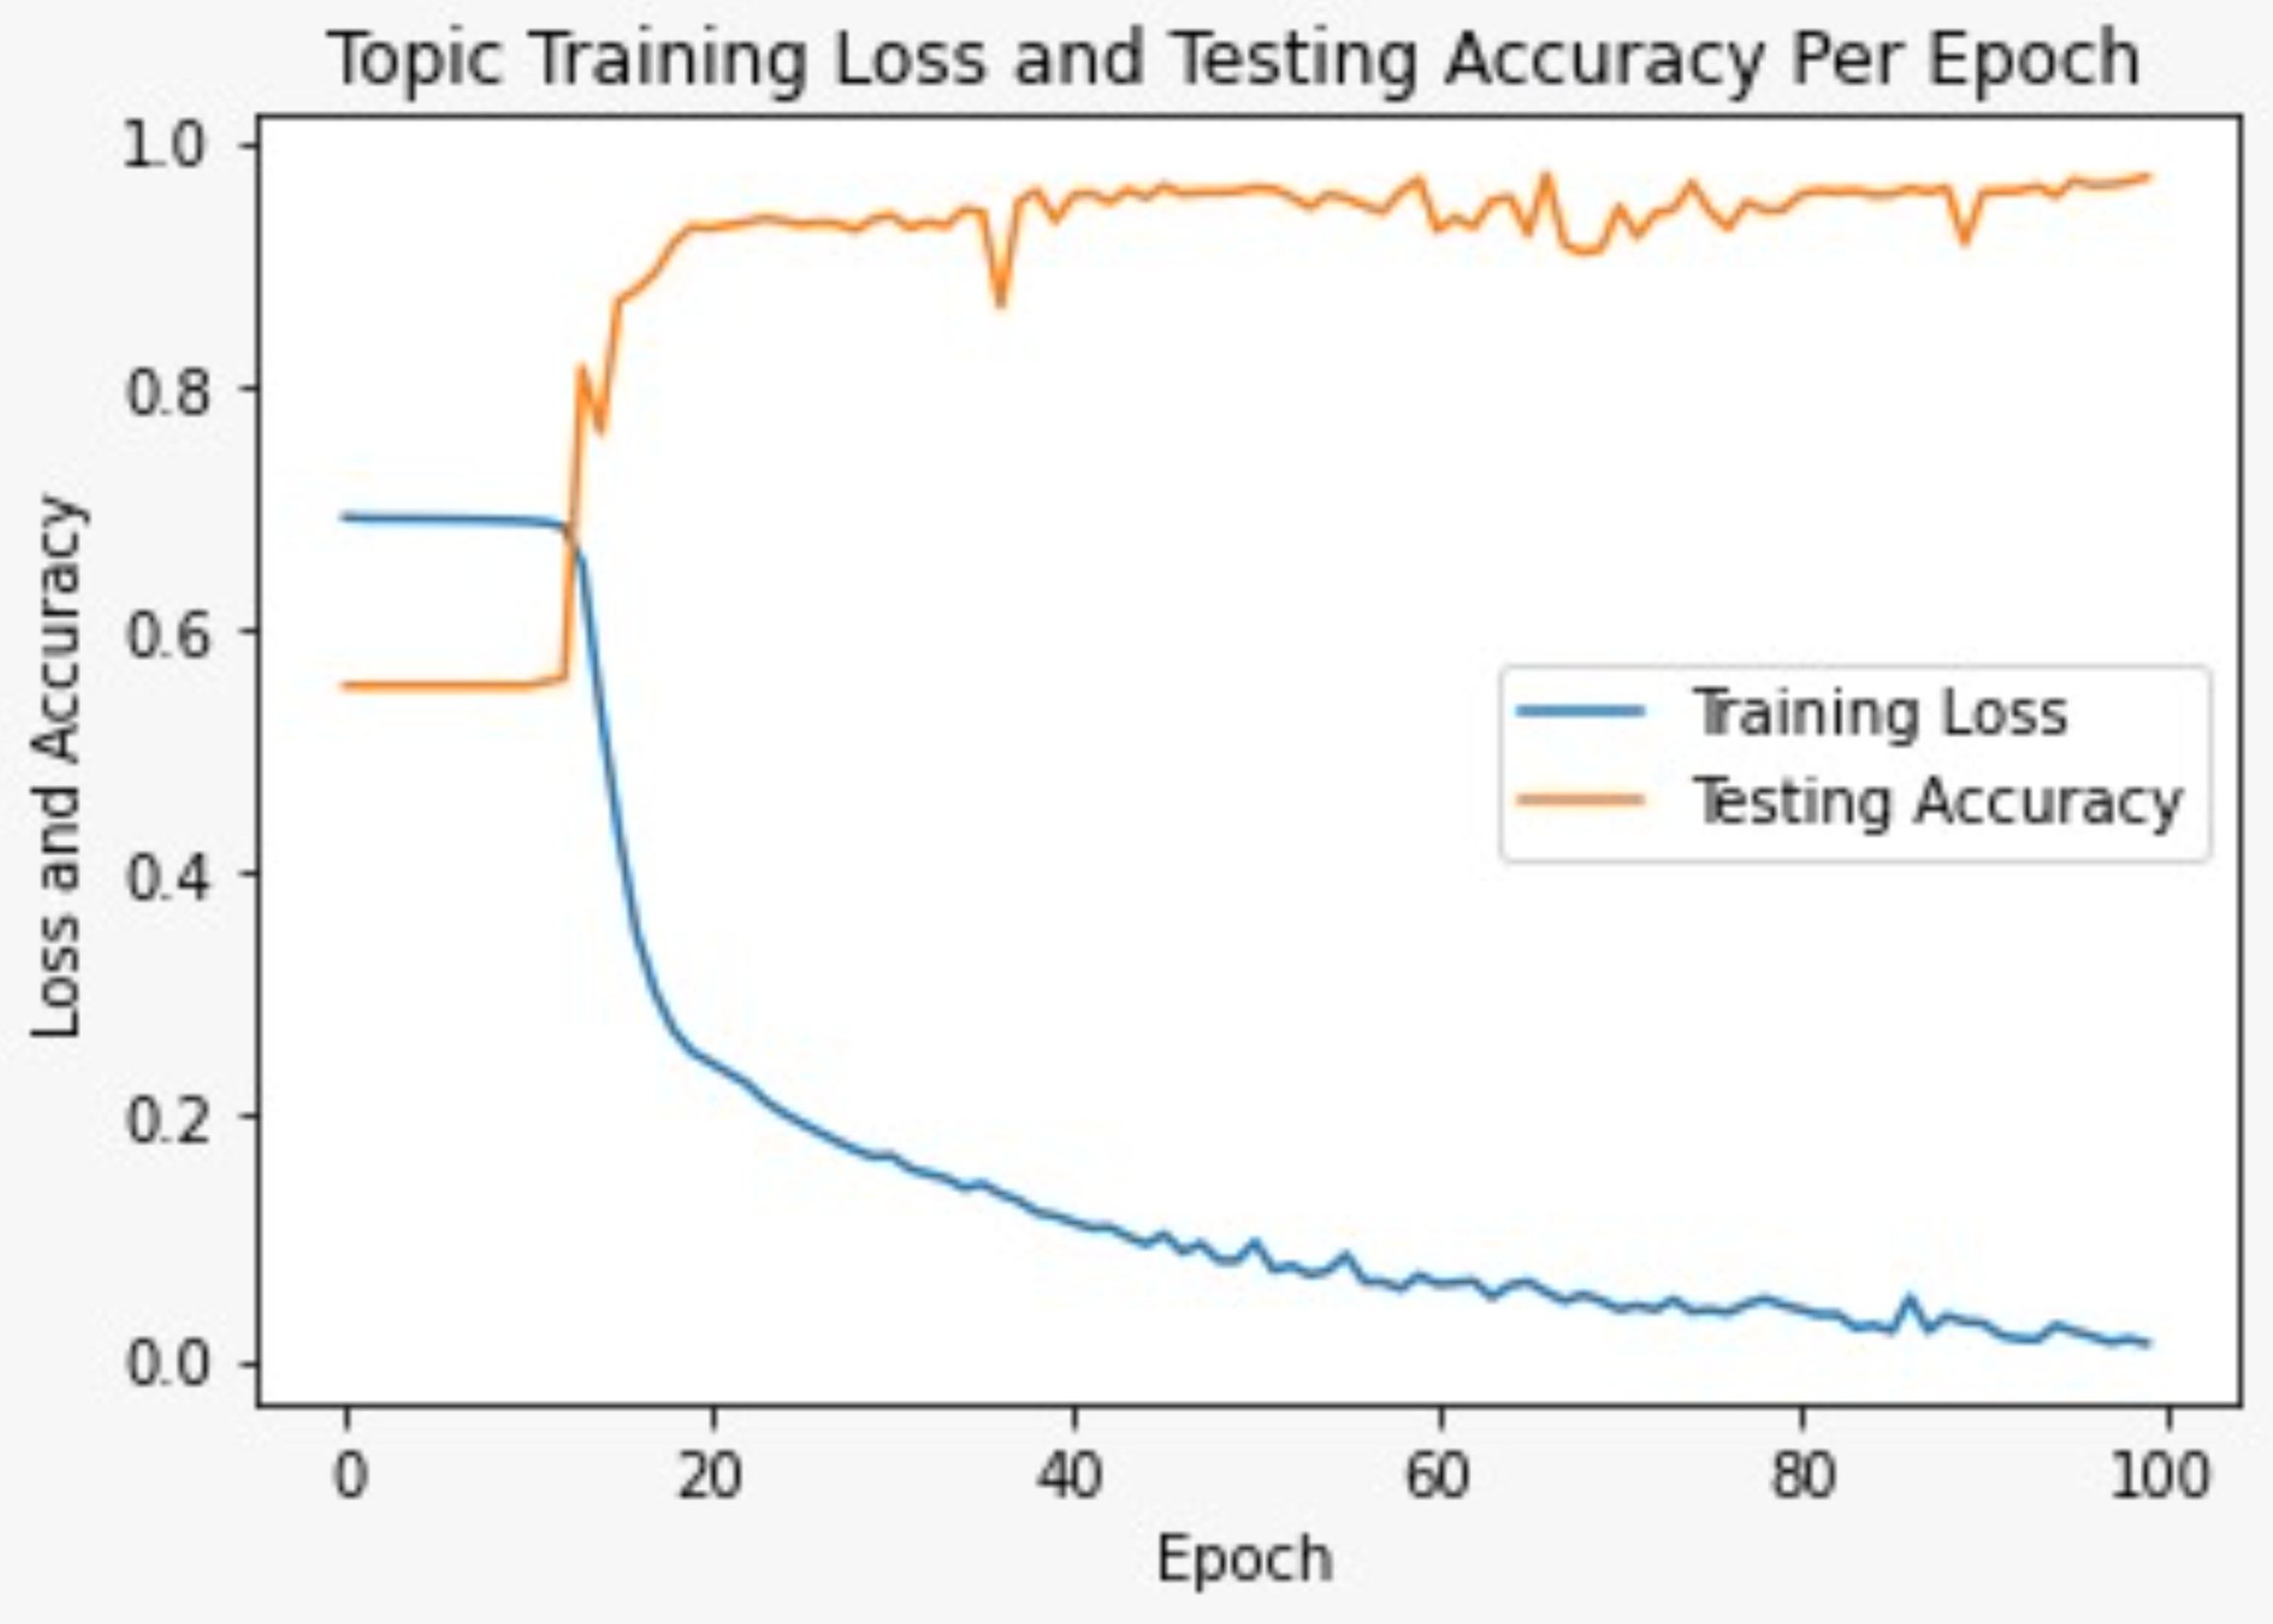 Topic Training Loss and Testing Accuracy Per Epoch
1.0
0.8
0.6
0.4
0.2
0.0
Loss and Accuracy
Training Loss
Testing Accuracy
0 20 40 60 80 100
Epoch